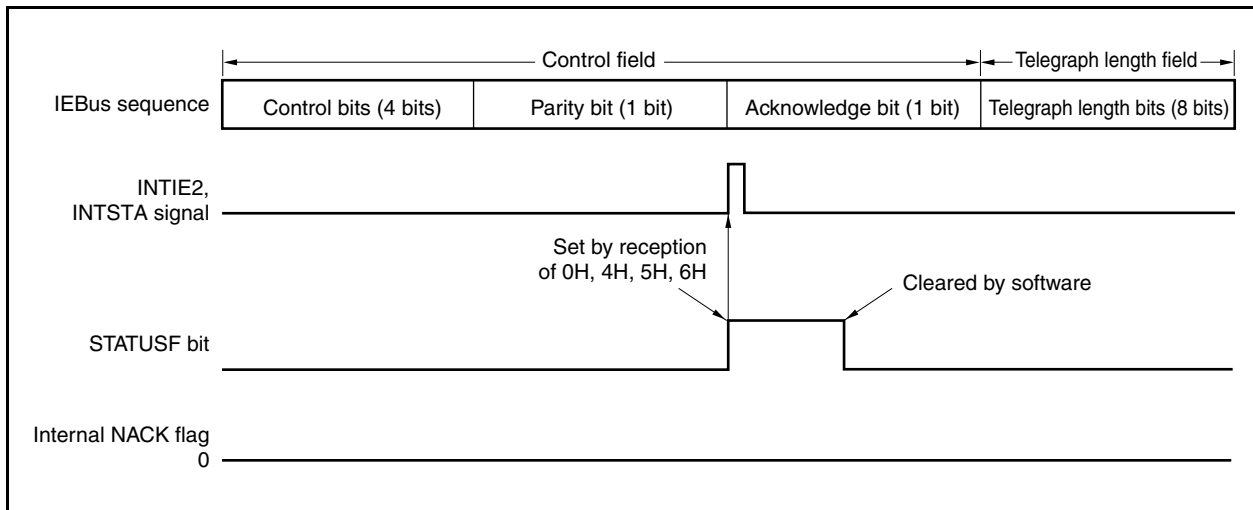 Control field
Telegraph length field
IEBus sequence
Control bits (4 bits)
Parity bit (1 bit)
Acknowledge bit (1 bit)
Telegraph length bits (8 bits)
INTIE2,
INTSTA signal
Set by reception
of 0H, 4H, 5H, 6H
Cleared by software
STATUSF bit
Internal NACK flag
0